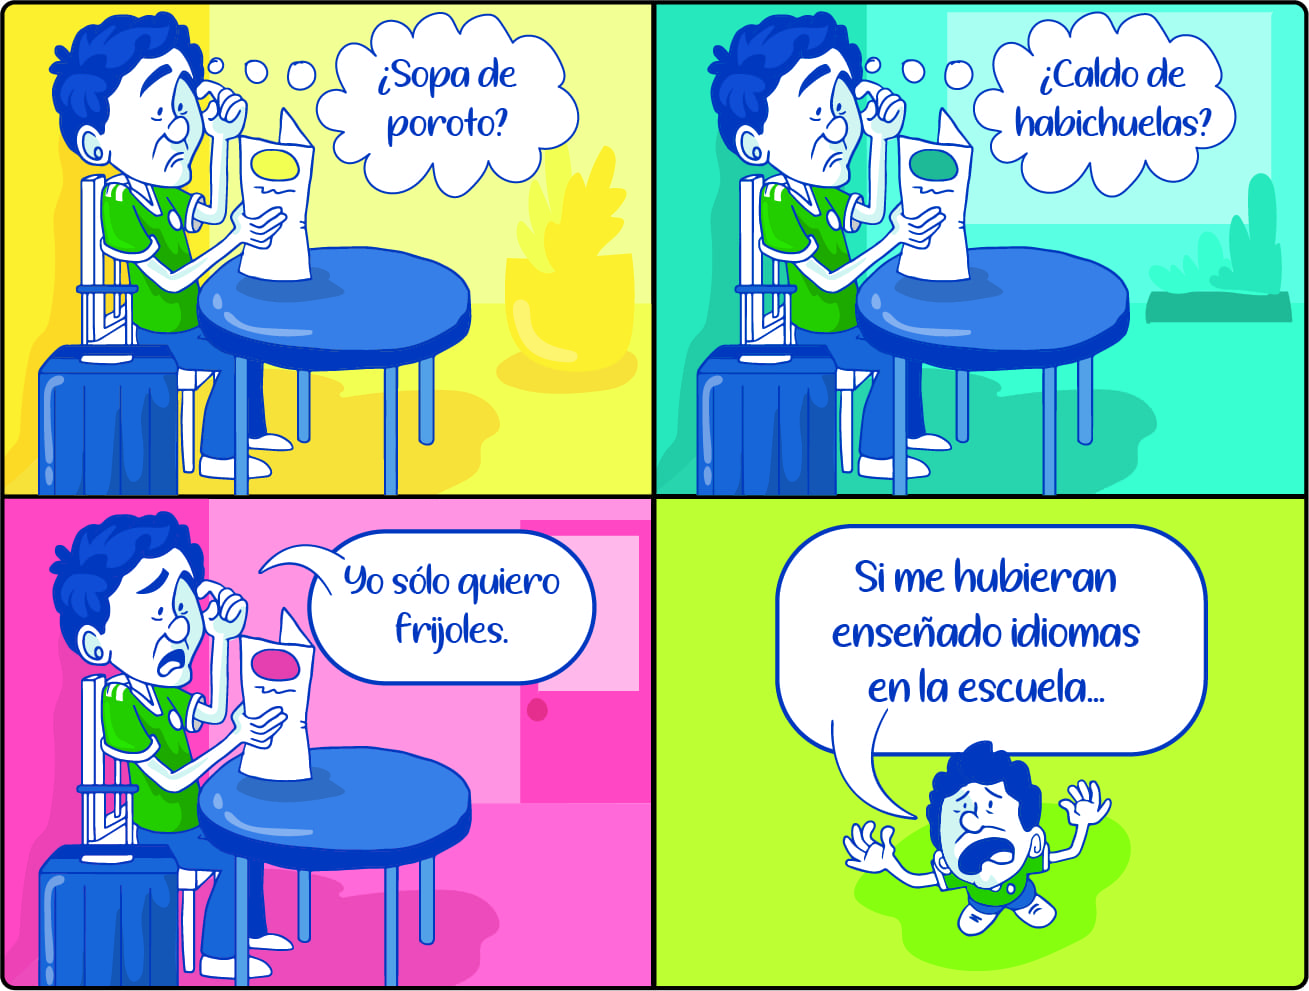 ¿Sopa de
poroto?
¿Caldo de
habichuelas?
Yo sólo quiero
frijoles.
Si me hubieran
enseñado idiomas
en la escuela...